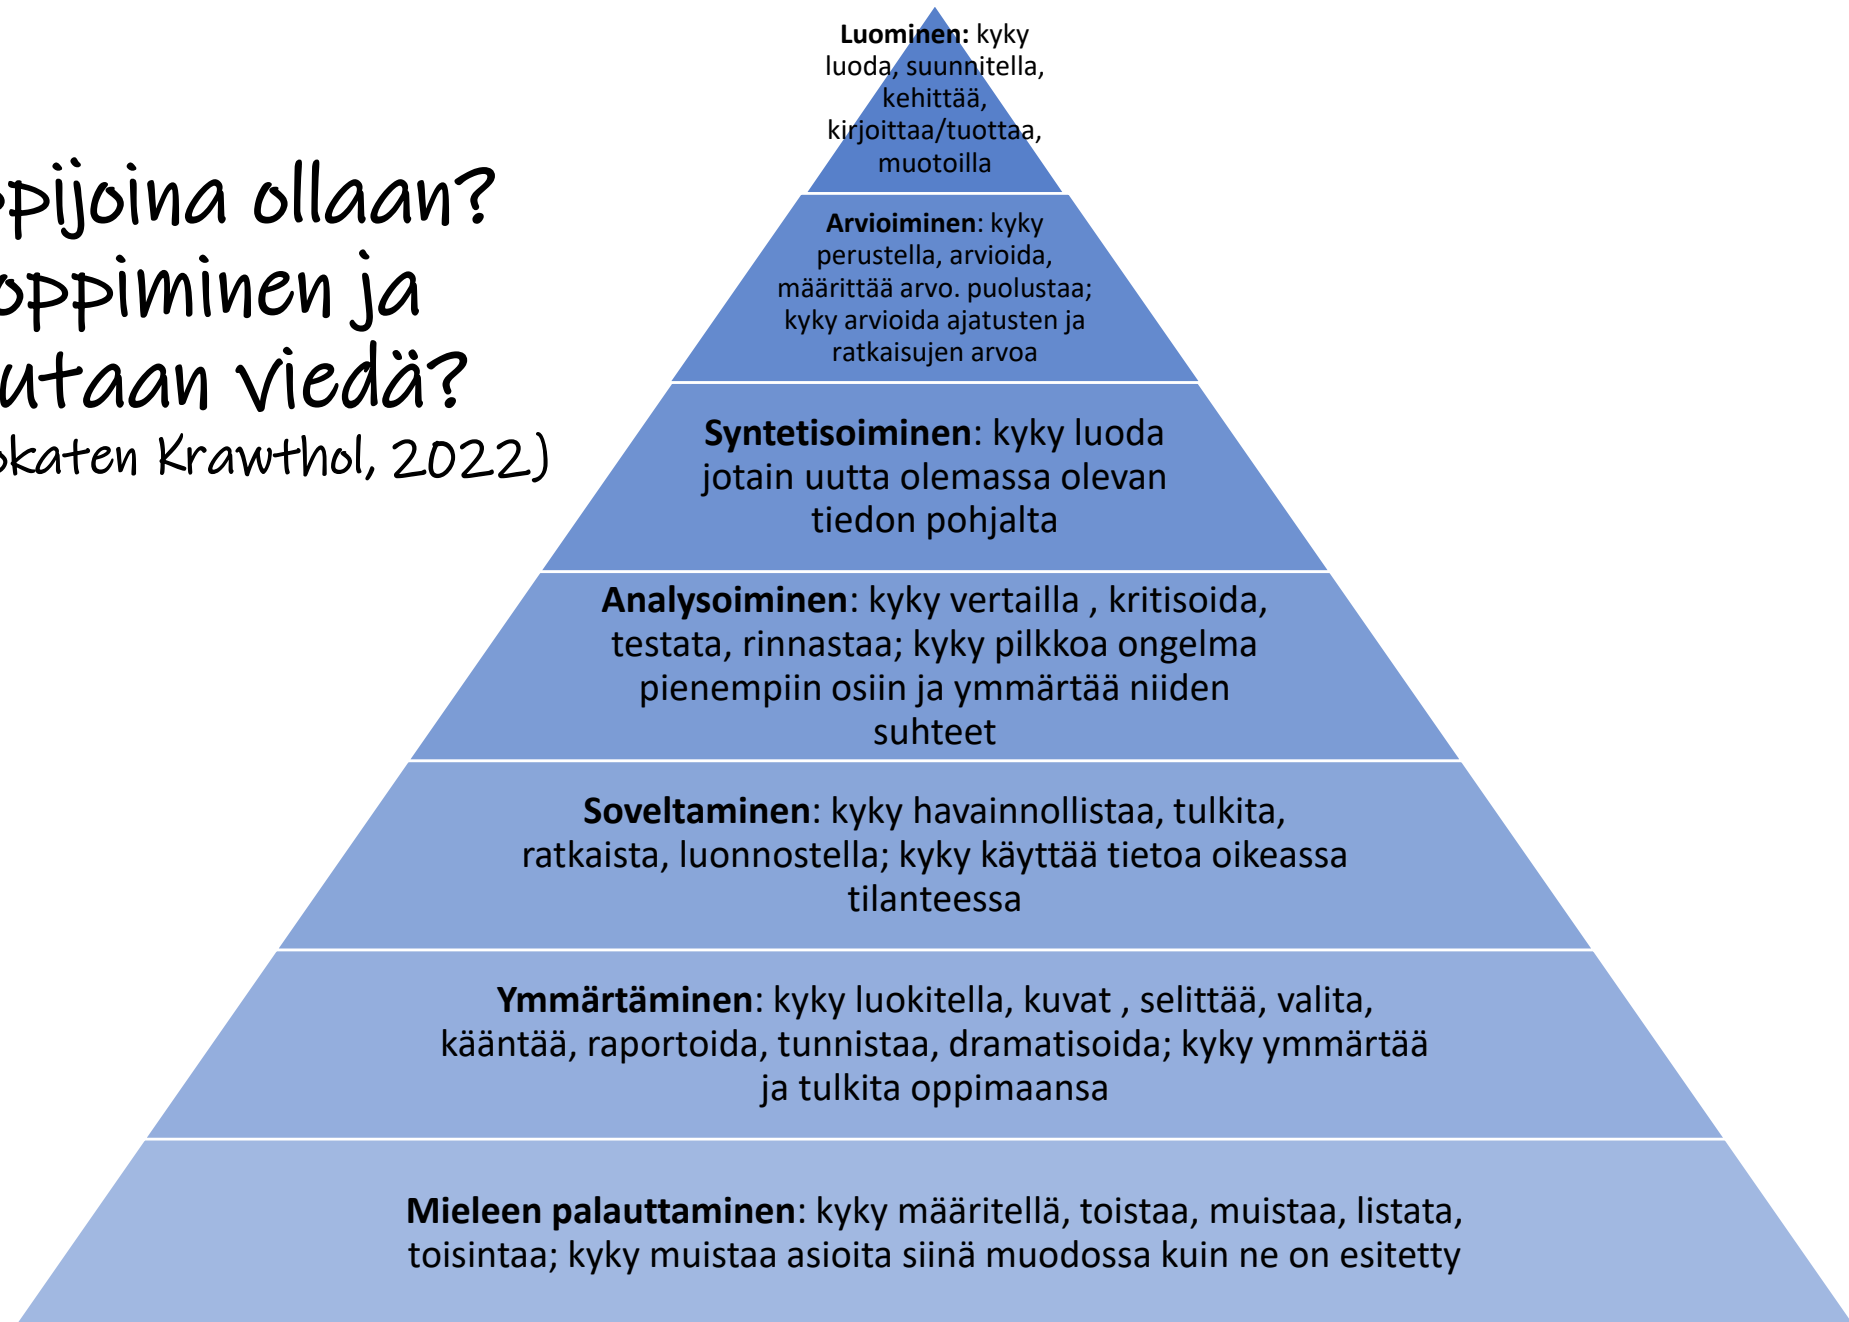 Luominen: kyky
luoda, suunnitella,
kehittää,
kirjoittaa/tuottaa,
muotoilla
ppijoina ollaan?
oppiminen ja
utaan viedä?
okaten Krawthol, 2022)
Arvioiminen: kyky
perustella, arvioida,
määrittää arvo. puolustaa;
kyky arvioida ajatusten ja
ratkaisujen arvoa
Syntetisoiminen: kyky luoda
jotain uutta olemassa olevan
tiedon pohjalta
Analysoiminen: kyky vertailla , kritisoida,
testata, rinnastaa; kyky pilkkoa ongelma
pienempiin osiin ja ymmärtää niiden
suhteet
Soveltaminen: kyky havainnollistaa, tulkita,
ratkaista, luonnostella; kyky käyttää tietoa oikeassa
tilanteessa
Ymmärtäminen: kyky luokitella, kuvat , selittää, valita,
kääntää, raportoida, tunnistaa, dramatisoida; kyky ymmärtää
ja tulkita oppimaansa
Mieleen palauttaminen: kyky määritellä, toistaa, muistaa, listata,
toisintaa; kyky muistaa asioita siinä muodossa kuin ne on esitetty